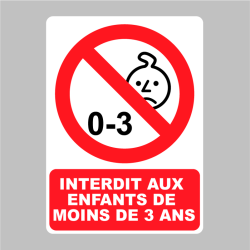 0-3
INTERDIT AUX
ENFANTS DE
MOINS DE 3 ANS